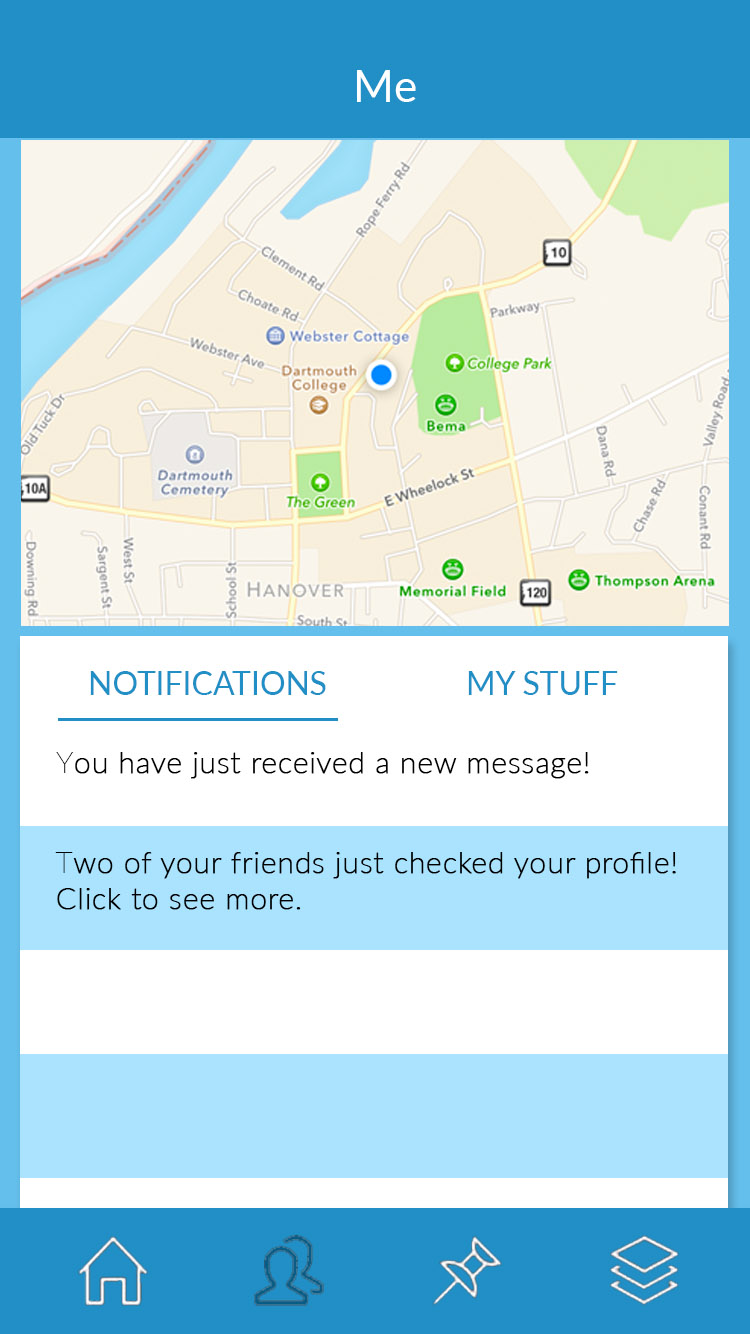 Me
Rope Ferry Rd
Clement Rd
10
Choate Rd
Parkway
Webster Cottage
Webster Ave
College Park
Dartmouth
College
Valley Road
Old Tuck Dr
Bema
Dana Rd
Dartmouth
Cemetery
E Wheelock St
10A
The Green
Chase Rd
Conant Rd
Downing Rd
Sargent St
West St
School St
HANOVER
Memorial Field
120
Thompson Arena
South St
NOTIFICATIONS
MY STUFF
You have just received a new message!
Two of your friends just checked your profile!
Click to see more.